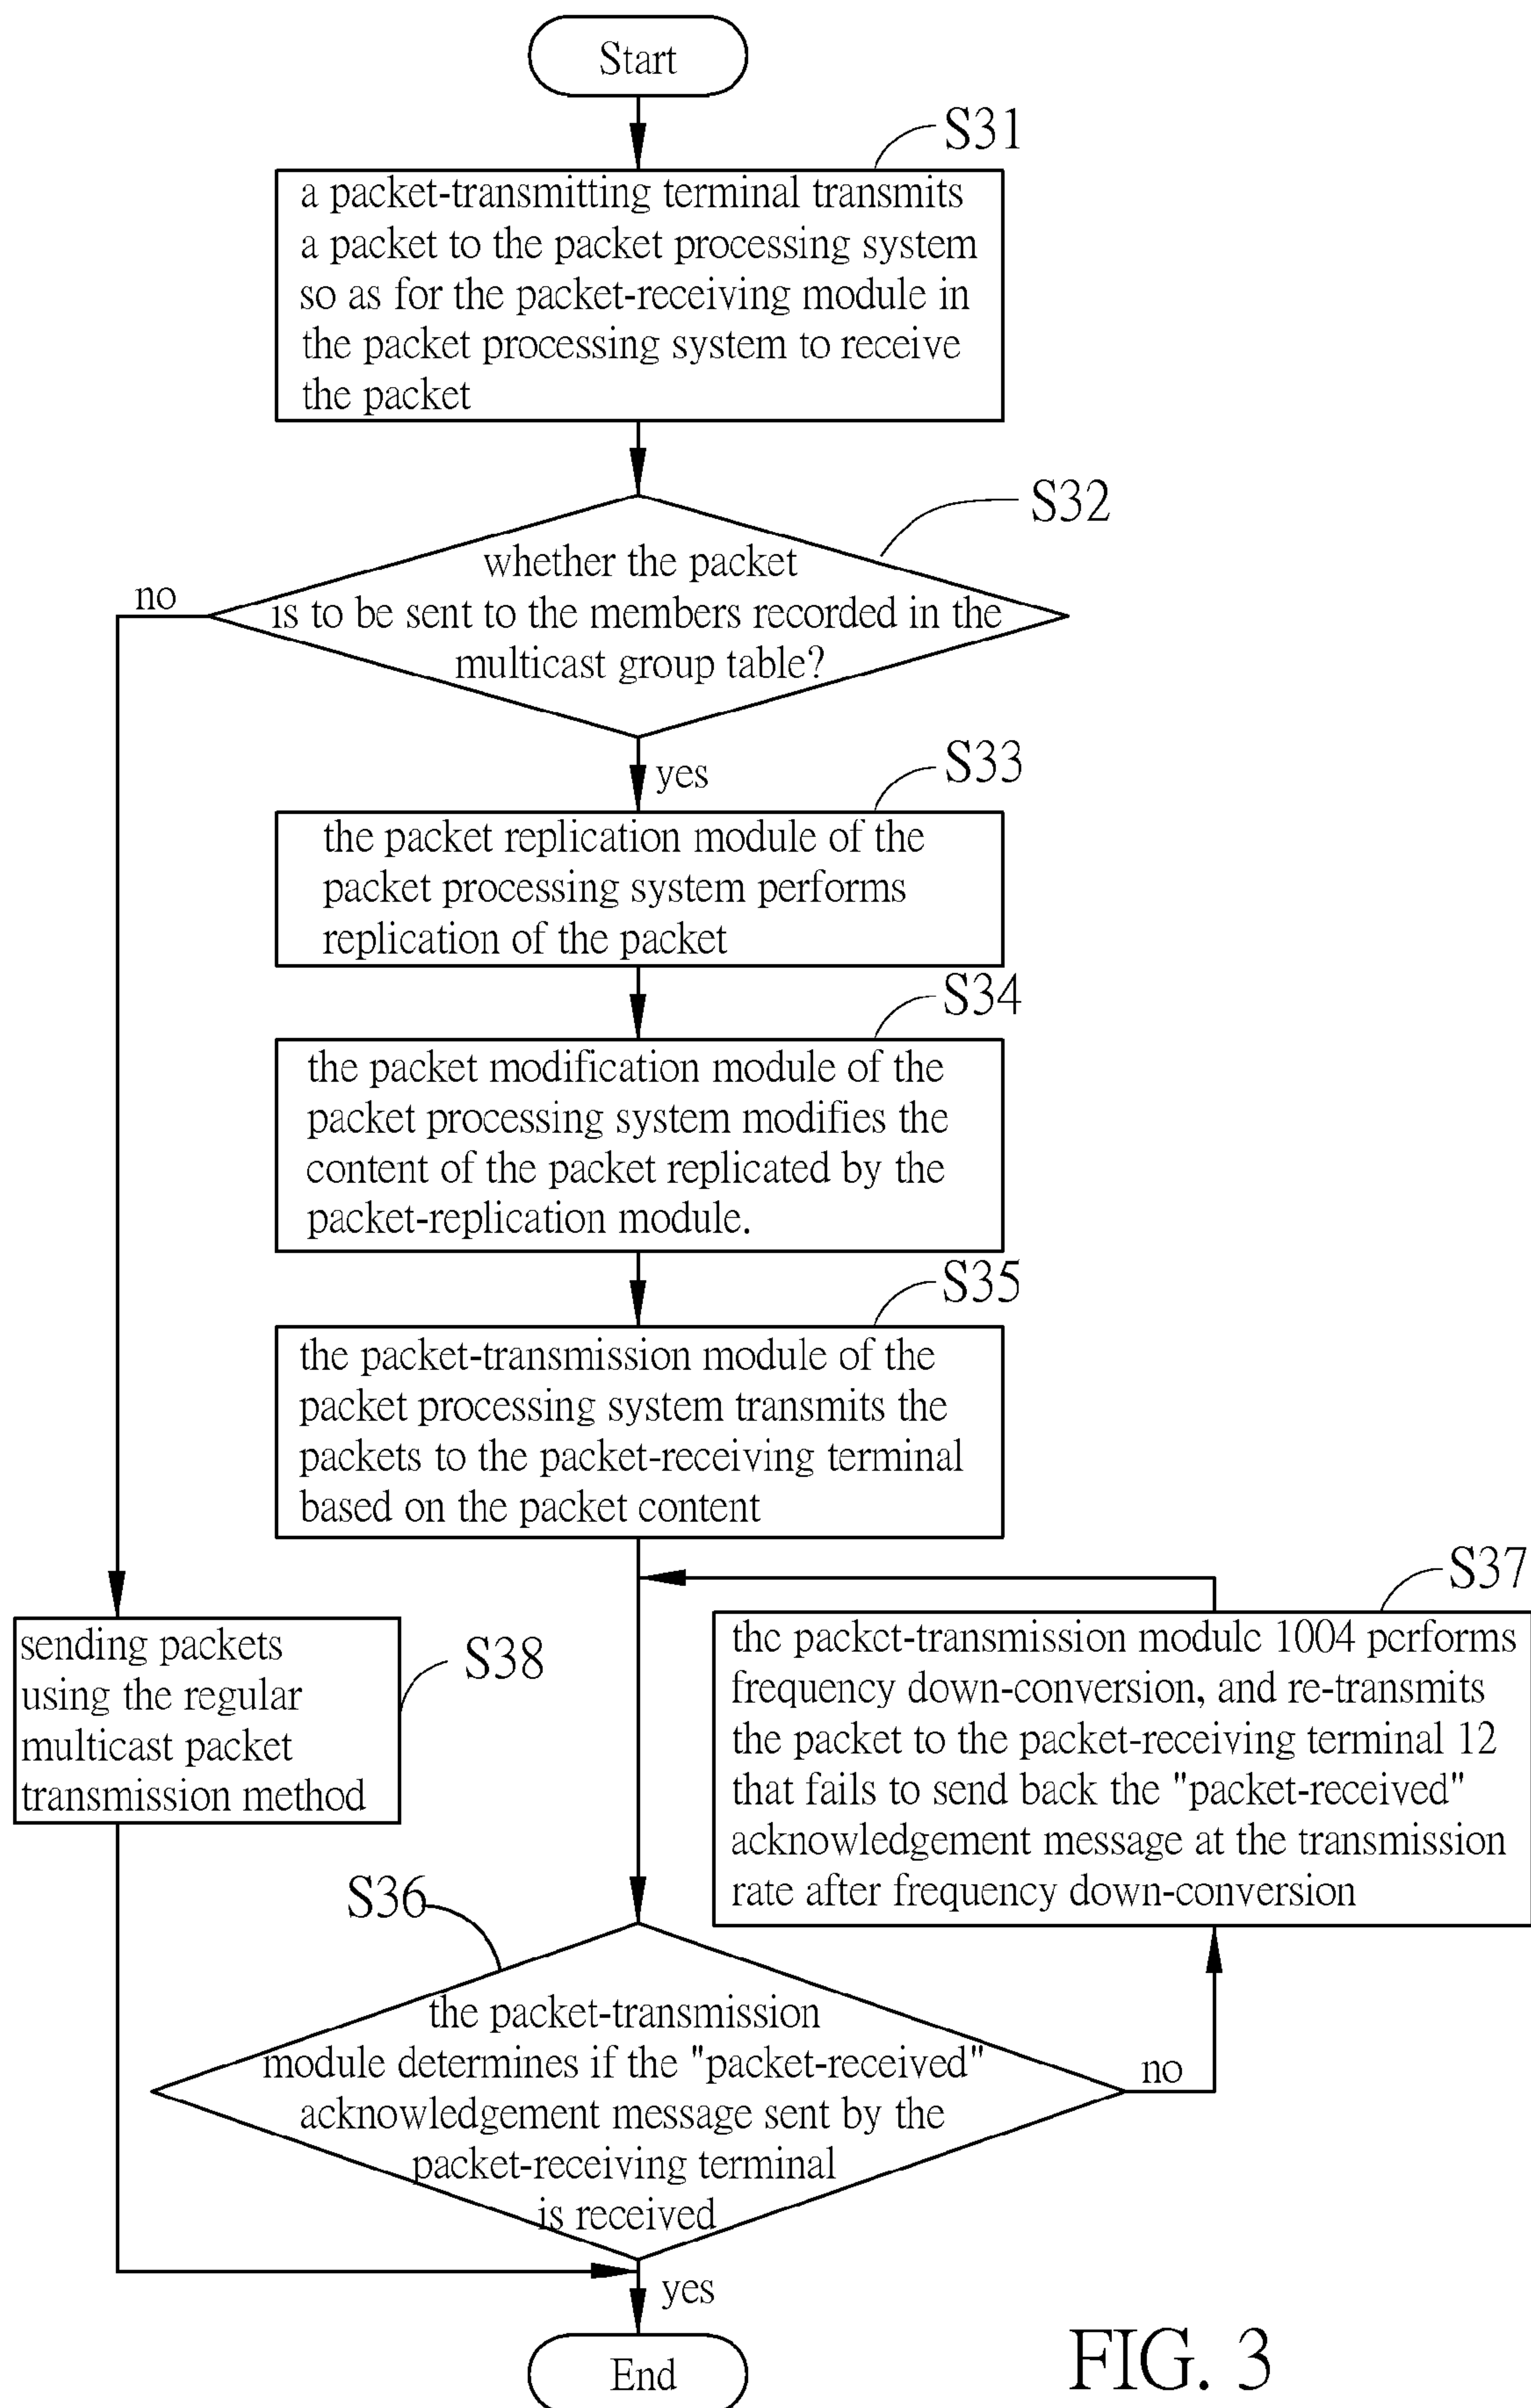 Start
S31
a packet-transmitting terminal transmits
a packet to the packet processing system
so as for the packet-receiving module in
the packet processing system to receive
the packet
S32
whether the packet
is to be sent to the members recorded in the
multicast group table?
no
yes
S33
the packet replication module of the
packet processing system performs
replication of the packet
S34
the packet modification module of the
packet processing system modifies the
content of the packet replicated by the
packet-replication module.
S35
the packet-transmission module of the
packet processing system transmits the
packets to the packet-receiving terminal
based on the packet content
S37
the packet-transmission module 1004 performs
frequency down-conversion, and re-transmits
the packet to the packet-receiving terminal 12
that fails to send back the "packet-received"
acknowledgement message at the transmission
rate after frequency down-conversion
S38
sending packets
using the regular
multicast packet
transmission method
S36
the packet-transmission
module determines if the "packet-received"
acknowledgement message sent by the
packet-receiving terminal
is received
no
yes
End
FIG. 3